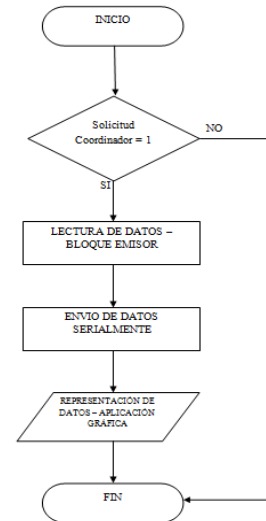 INICIO
Solicitud
Coordinador = 1
NO
SI
LECTURA DE DATOS –
BLOQUE EMISOR
ENVIO DE DATOS
SERIALMENTE
REPRESENTACIÓN DE
DATOS – APLICACIÓN
GRÁFICA
FIN